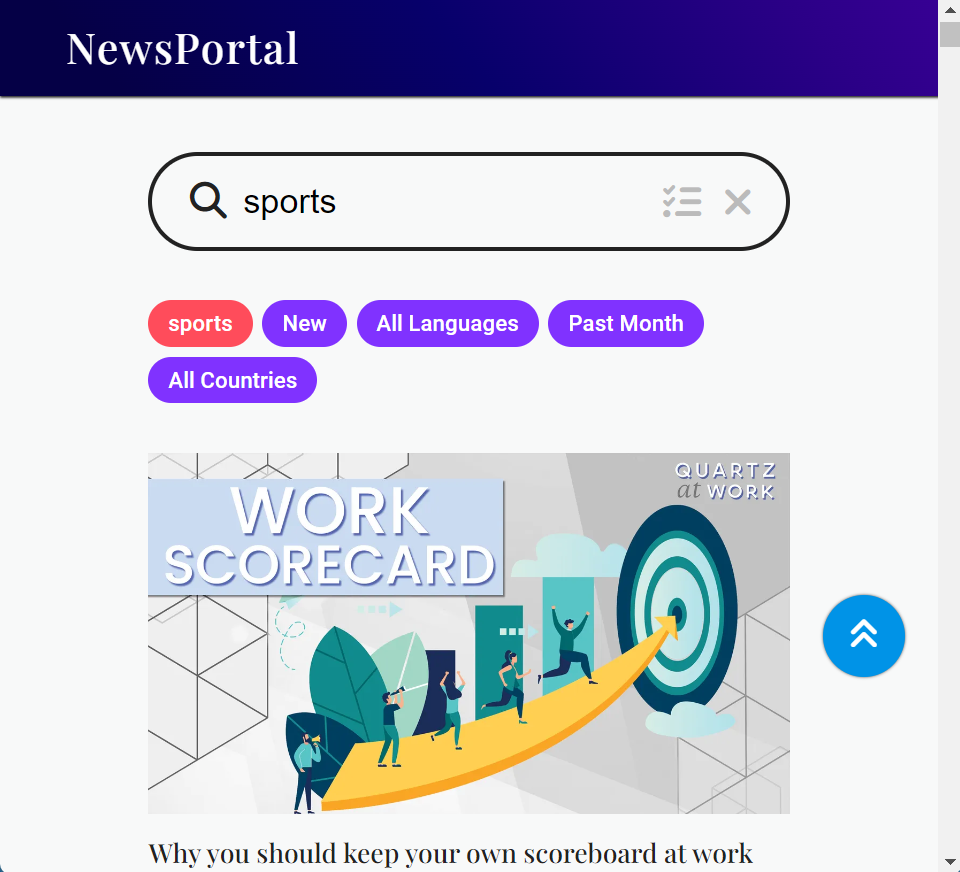 NewsPortal
sports
sports
New
All Languages
Past Month
All Countries
WORK
SCORECARD
QUARTZ
at WORK
Why you should keep your own scoreboard at work